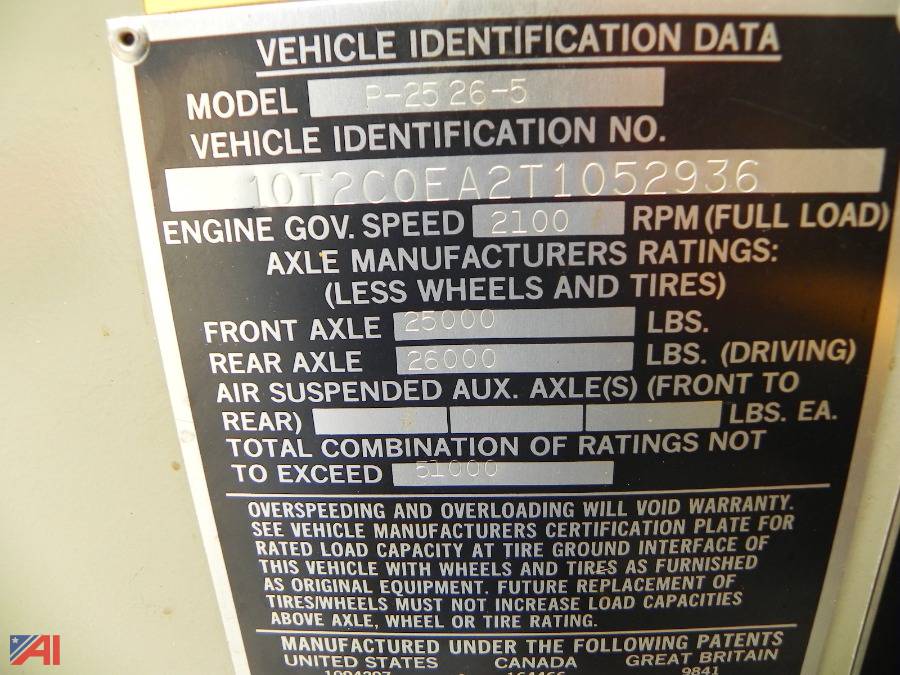 VEHICLE IDENTIFICATION DATA
MODEL P-2526-5
VEHICLE IDENTIFICATION NO.
10T2C0EA2T1052936
ENGINE GOV. SPEED 2100 RPM (FULL LOAD)
AXLE MANUFACTURERS RATINGS:
(LESS WHEELS AND TIRES)
FRONT AXLE 25000 LBS.
REAR AXLE 26000 LBS. (DRIVING)
AIR SUSPENDED AUX. AXLE(S) (FRONT TO
REAR) LBS. EA.
TOTAL COMBINATION OF RATINGS NOT
TO EXCEED 51000
OVERSPEEDING AND OVERLOADING WILL VOID WARRANTY.
SEE VEHICLE MANUFACTURERS CERTIFICATION PLATE FOR
RATED LOAD CAPACITY AT TIRE GROUND INTERFACE OF
THIS VEHICLE WITH WHEELS AND TIRES AS FURNISHED
AS ORIGINAL EQUIPMENT. FUTURE REPLACEMENT OF
TIRES/WHEELS MUST NOT INCREASE LOAD CAPACITIES
ABOVE AXLE, WHEEL OR TIRE RATING.
MANUFACTURED UNDER THE FOLLOWING PATENTS
UNITED STATES CANADA GREAT BRITAIN
9841
AI